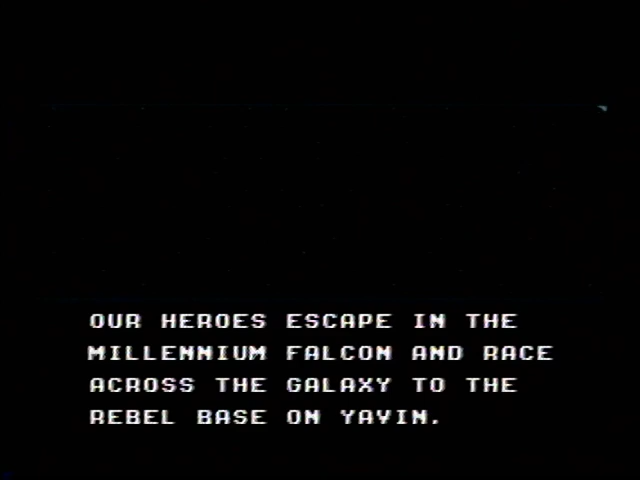 OUR HEROES ESCAPE IN THE
MILLENNIUM FALCON AND RACE
ACROSS THE GALAXY TO THE
REBEL BASE ON YAVIN.